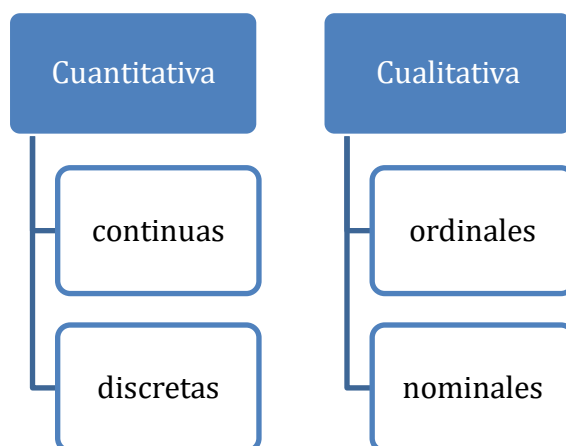 Cuantitativa
continuas
discretas
Cualitativa
ordinales
nominales